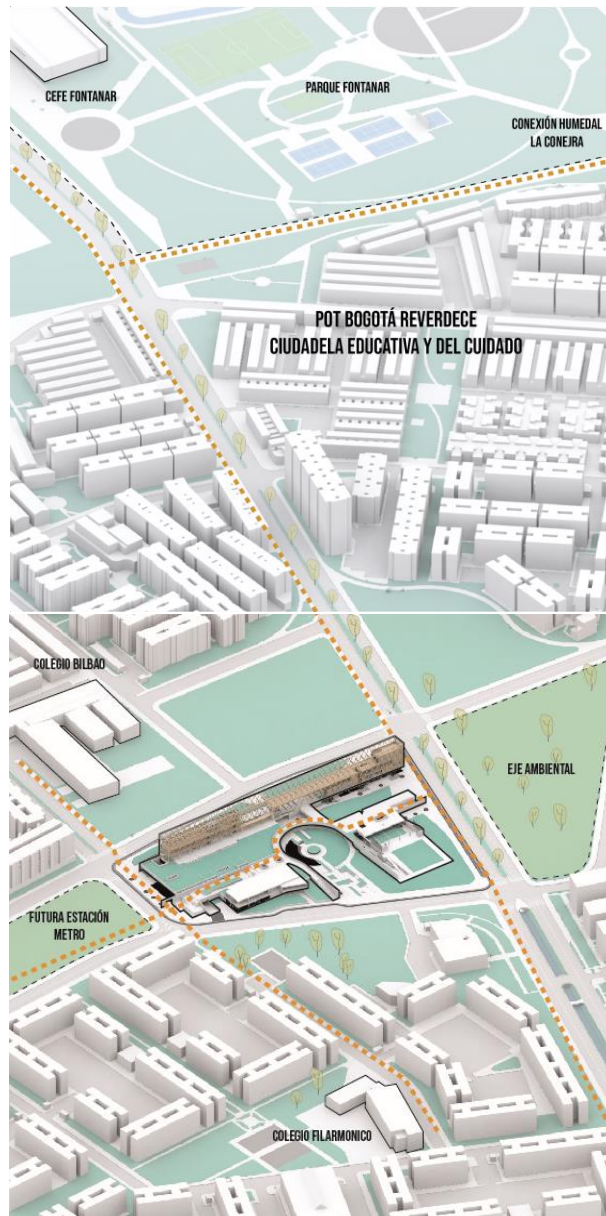 CEFE FONTANAR
PARQUE FONTANAR
CONEXIÓN HUMEDAL
LA CONEJRA
POT BOGOTÁ REVERDECE
CIUDADELA EDUCATIVA Y DEL CUIDADO
COLEGIO BILBAO
EJE AMBIENTAL
FUTURA ESTACIÓN
METRO
COLEGIO FILARMONICO